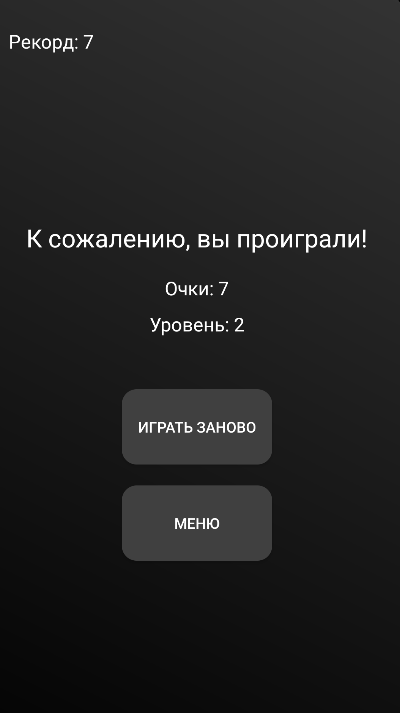 Рекорд: 7
К сожалению, вы проиграли!
Очки: 7
Уровень: 2
ИГРАТЬ ЗАНОВО
МЕНЮ